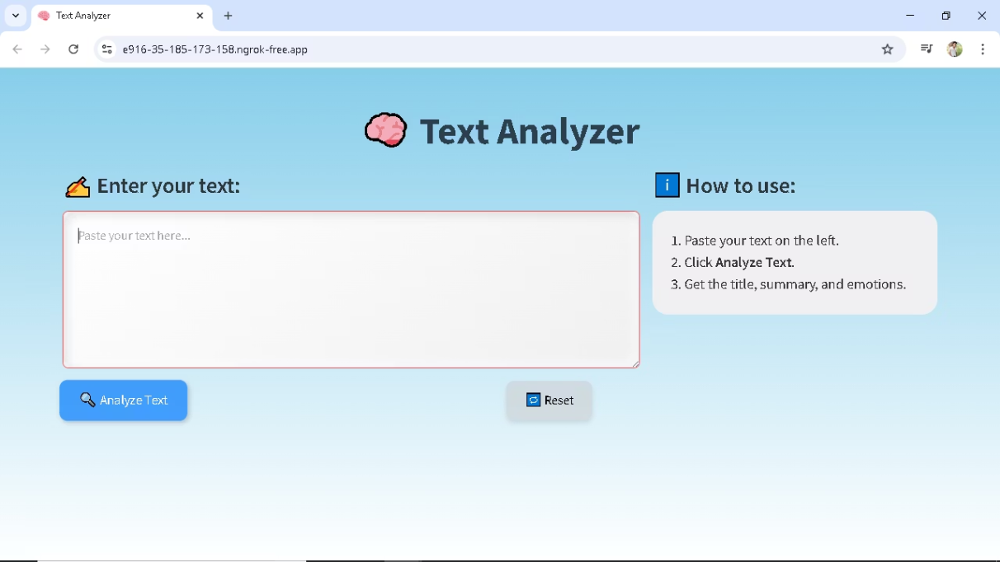 Text Analyzer
e916-35-185-173-158.ngrok-free.app
Text Analyzer
Enter your text:
Paste your text here...
Analyze Text
Reset
How to use:
1. Paste your text on the left.
2. Click Analyze Text.
3. Get the title, summary, and emotions.